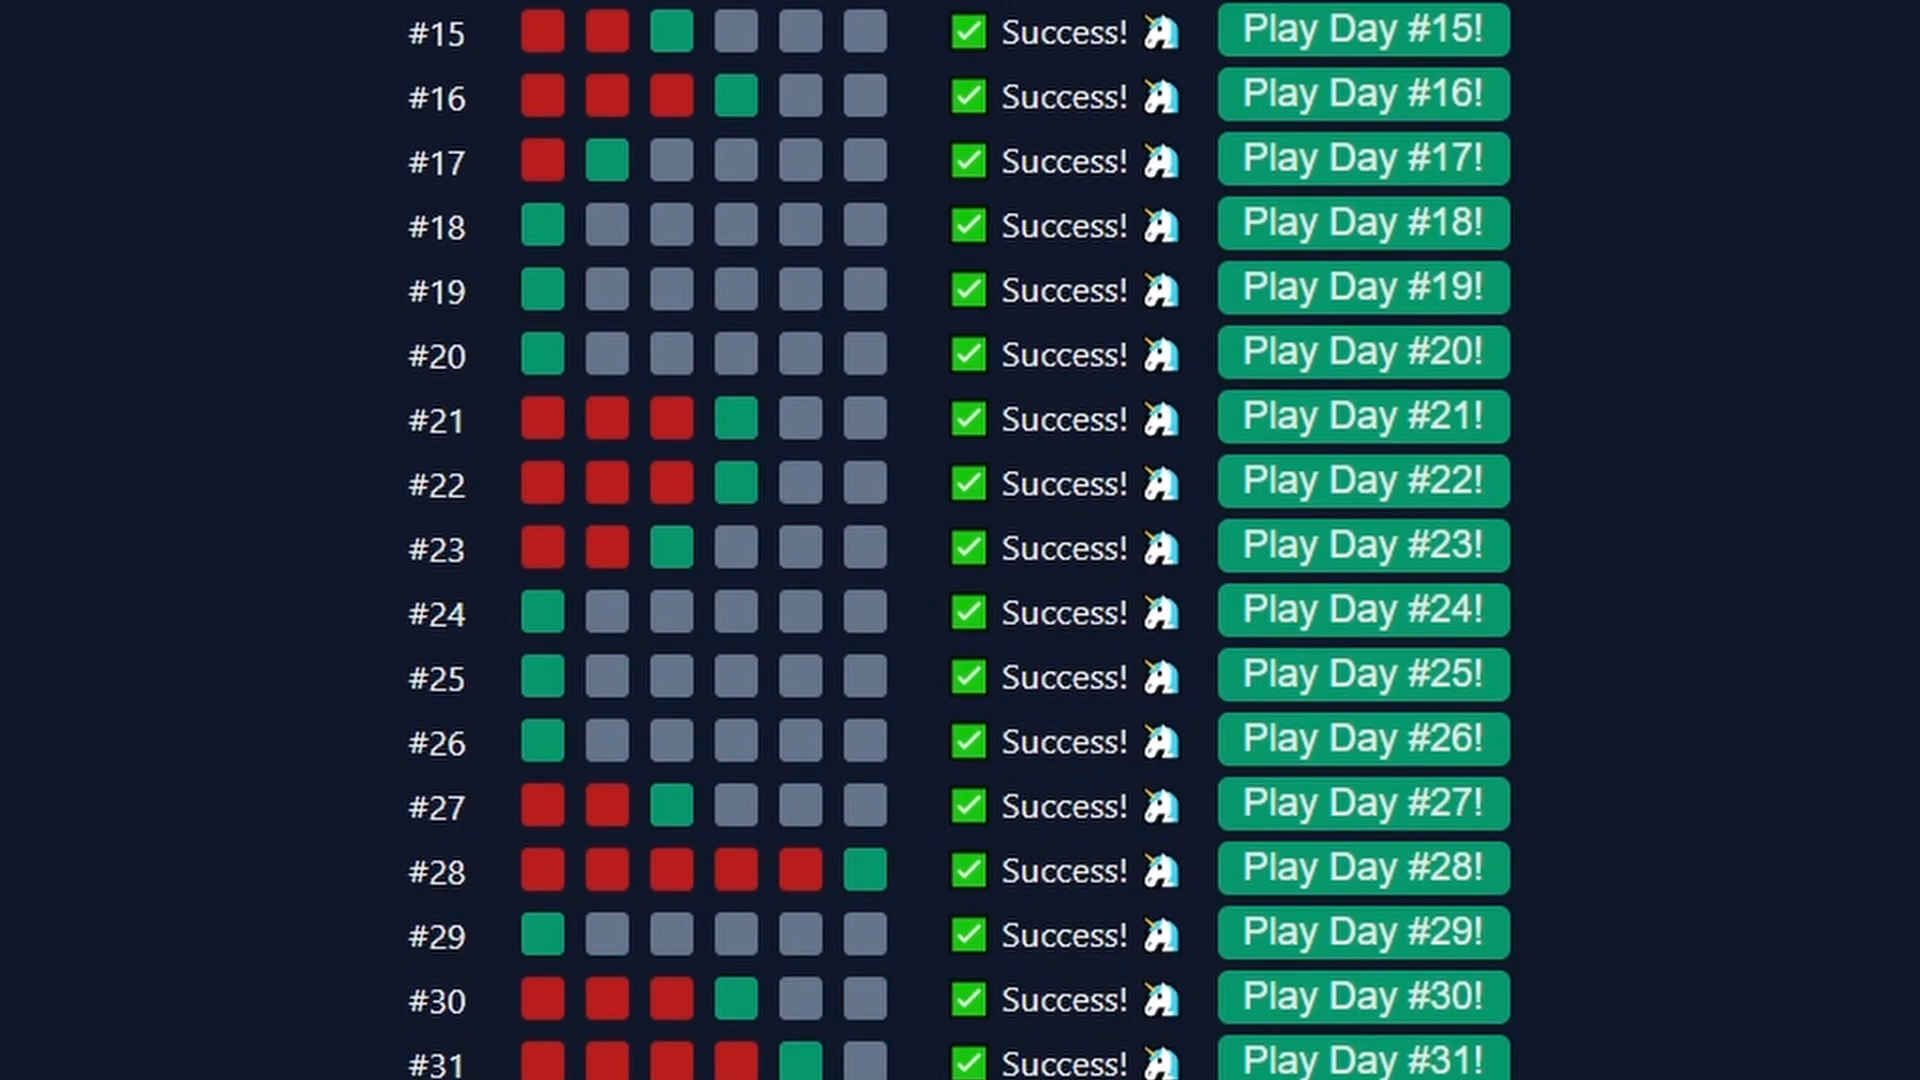 #15 Success! Play Day #15!
#16 Success! Play Day #16!
#17 Success! Play Day #17!
#18 Success! Play Day #18!
#19 Success! Play Day #19!
#20 Success! Play Day #20!
#21 Success! Play Day #21!
#22 Success! Play Day #22!
#23 Success! Play Day #23!
#24 Success! Play Day #24!
#25 Success! Play Day #25!
#26 Success! Play Day #26!
#27 Success! Play Day #27!
#28 Success! Play Day #28!
#29 Success! Play Day #29!
#30 Success! Play Day #30!
#31 Success! Play Day #31!